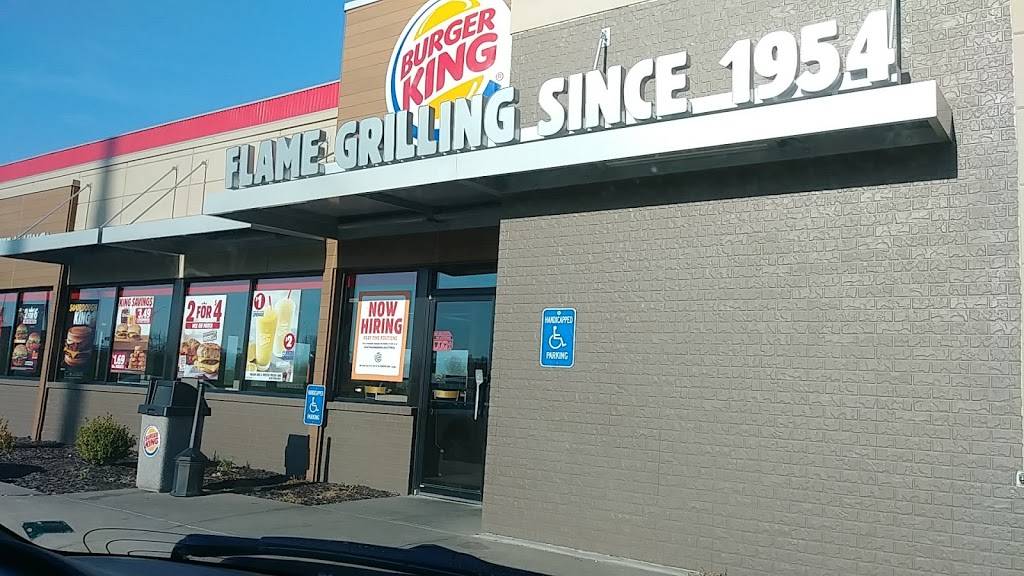 BURGER
KING
®
FLAME GRILLING SINCE 1954
HANDICAPPED
PARKING
NOW
HIRING
KING SAVINGS
2 FOR $4
$1
2
HANDICAPPED
PARKING
BURGER
KING